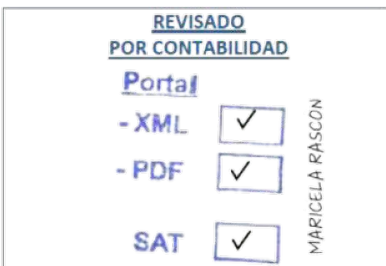 REVISADO
POR CONTABILIDAD
Portal
- XML ✓
- PDF ✓
SAT ✓
MARICELA RASCON